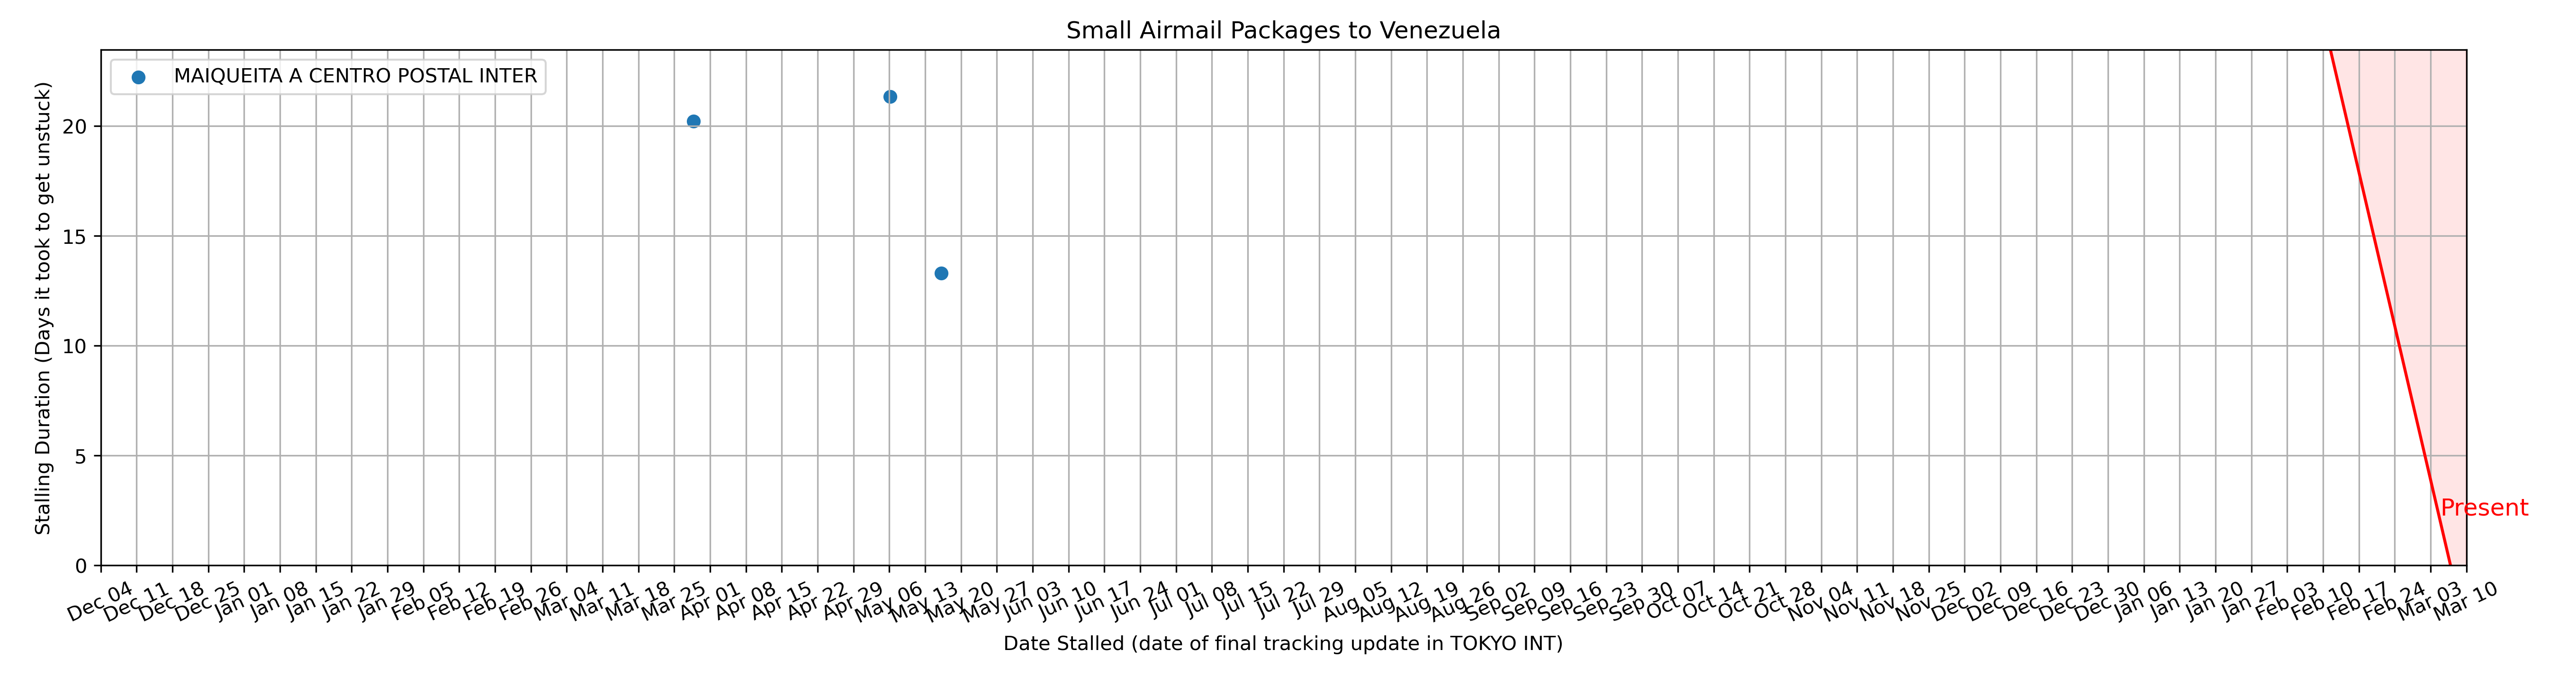 Small Airmail Packages to Venezuela
MAIQUEITA A CENTRO POSTAL INTER
Stalling Duration (Days it took to get unstuck)
20
15
10
5
0
Present
Dec 04 Dec 11 Dec 18 Dec 25 Jan 01 Jan 08 Jan 15 Jan 22 Jan 29 Feb 05 Feb 12 Feb 19 Feb 26 Mar 04 Mar 11 Mar 18 Mar 25 Apr 01 Apr 08 Apr 15 Apr 22 Apr 29 May 06 May 13 May 20 May 27 Jun 03 Jun 10 Jun 17 Jun 24 Jul 01 Jul 08 Jul 15 Jul 22 Jul 29 Aug 05 Aug 12 Aug 19 Aug 26 Sep 02 Sep 09 Sep 16 Sep 23 Sep 30 Oct 07 Oct 14 Oct 21 Oct 28 Nov 04 Nov 11 Nov 18 Nov 25 Dec 02 Dec 09 Dec 16 Dec 23 Dec 30 Jan 06 Jan 13 Jan 20 Jan 27 Feb 03 Feb 10 Feb 17 Feb 24 Mar 03 Mar 10
Date Stalled (date of final tracking update in TOKYO INT)